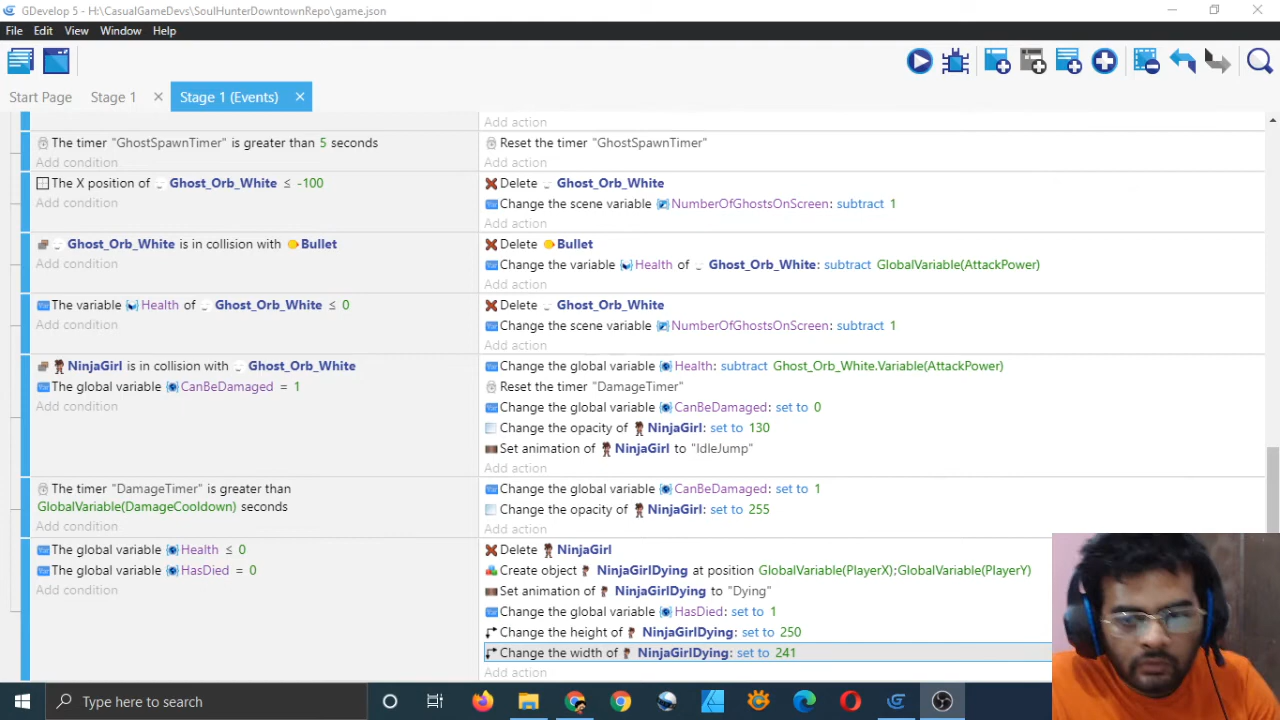 GDevelop 5 - H:\CasualGameDevs\SoulHunterDowntownRepo\game.json
File Edit View Window Help
Start Page Stage 1 × Stage 1 (Events) ×
Add action
The timer "GhostSpawnTimer" is greater than 5 seconds
Reset the timer "GhostSpawnTimer"
Add condition
Add action
The X position of Ghost_Orb_White ≤ -100
Delete Ghost_Orb_White
Add condition
Change the scene variable NumberOfGhostsOnScreen: subtract 1
Add action
Ghost_Orb_White is in collision with Bullet
Delete Bullet
Add condition
Change the variable Health of Ghost_Orb_White: subtract GlobalVariable(AttackPower)
Add action
The variable Health of Ghost_Orb_White ≤ 0
Delete Ghost_Orb_White
Add condition
Change the scene variable NumberOfGhostsOnScreen: subtract 1
Add action
NinjaGirl is in collision with Ghost_Orb_White
The global variable CanBeDamaged = 1
Add condition
Change the global variable Health: subtract Ghost_Orb_White.Variable(AttackPower)
Reset the timer "DamageTimer"
Change the global variable CanBeDamaged: set to 0
Change the opacity of NinjaGirl: set to 130
Set animation of NinjaGirl to "IdleJump"
Add action
The timer "DamageTimer" is greater than
GlobalVariable(DamageCooldown) seconds
Add condition
Change the global variable CanBeDamaged: set to 1
Change the opacity of NinjaGirl: set to 255
Add action
The global variable Health ≤ 0
The global variable HasDied = 0
Add condition
Delete NinjaGirl
Create object NinjaGirlDying at position GlobalVariable(PlayerX);GlobalVariable(PlayerY)
Set animation of NinjaGirlDying to "Dying"
Change the global variable HasDied: set to 1
Change the height of NinjaGirlDying: set to 250
Change the width of NinjaGirlDying: set to 241
Add action
Type here to search